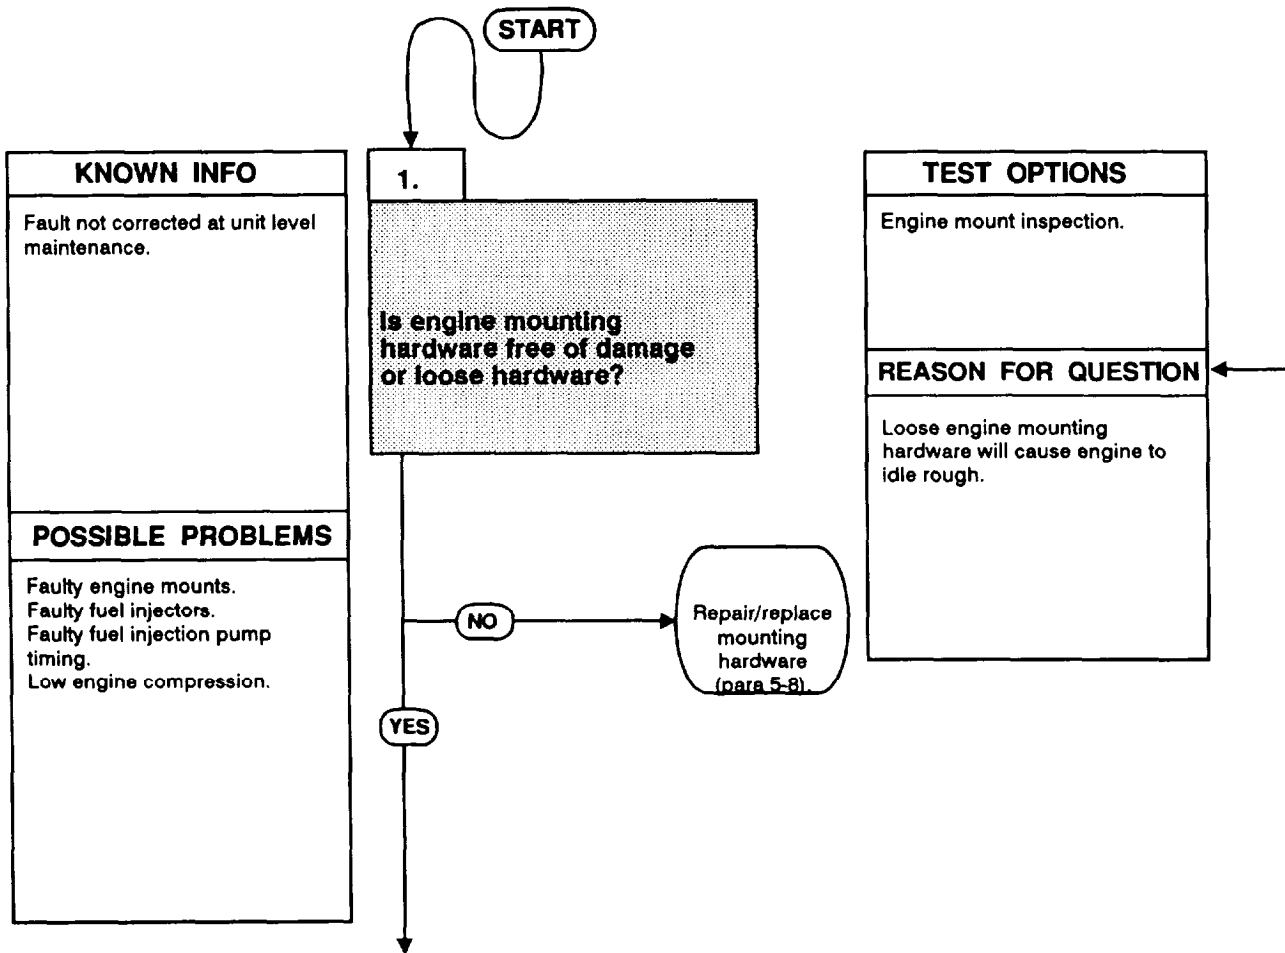 START
KNOWN INFO
Fault not corrected at unit level
maintenance.
POSSIBLE PROBLEMS
Faulty engine mounts.
Faulty fuel injectors.
Faulty fuel injection pump
timing.
Low engine compression.
1.
Is engine mounting
hardware free of damage
or loose hardware?
NO
Repair/replace
mounting
hardware
(para 5-8).
YES
TEST OPTIONS
Engine mount inspection.
REASON FOR QUESTION
Loose engine mounting
hardware will cause engine to
idle rough.